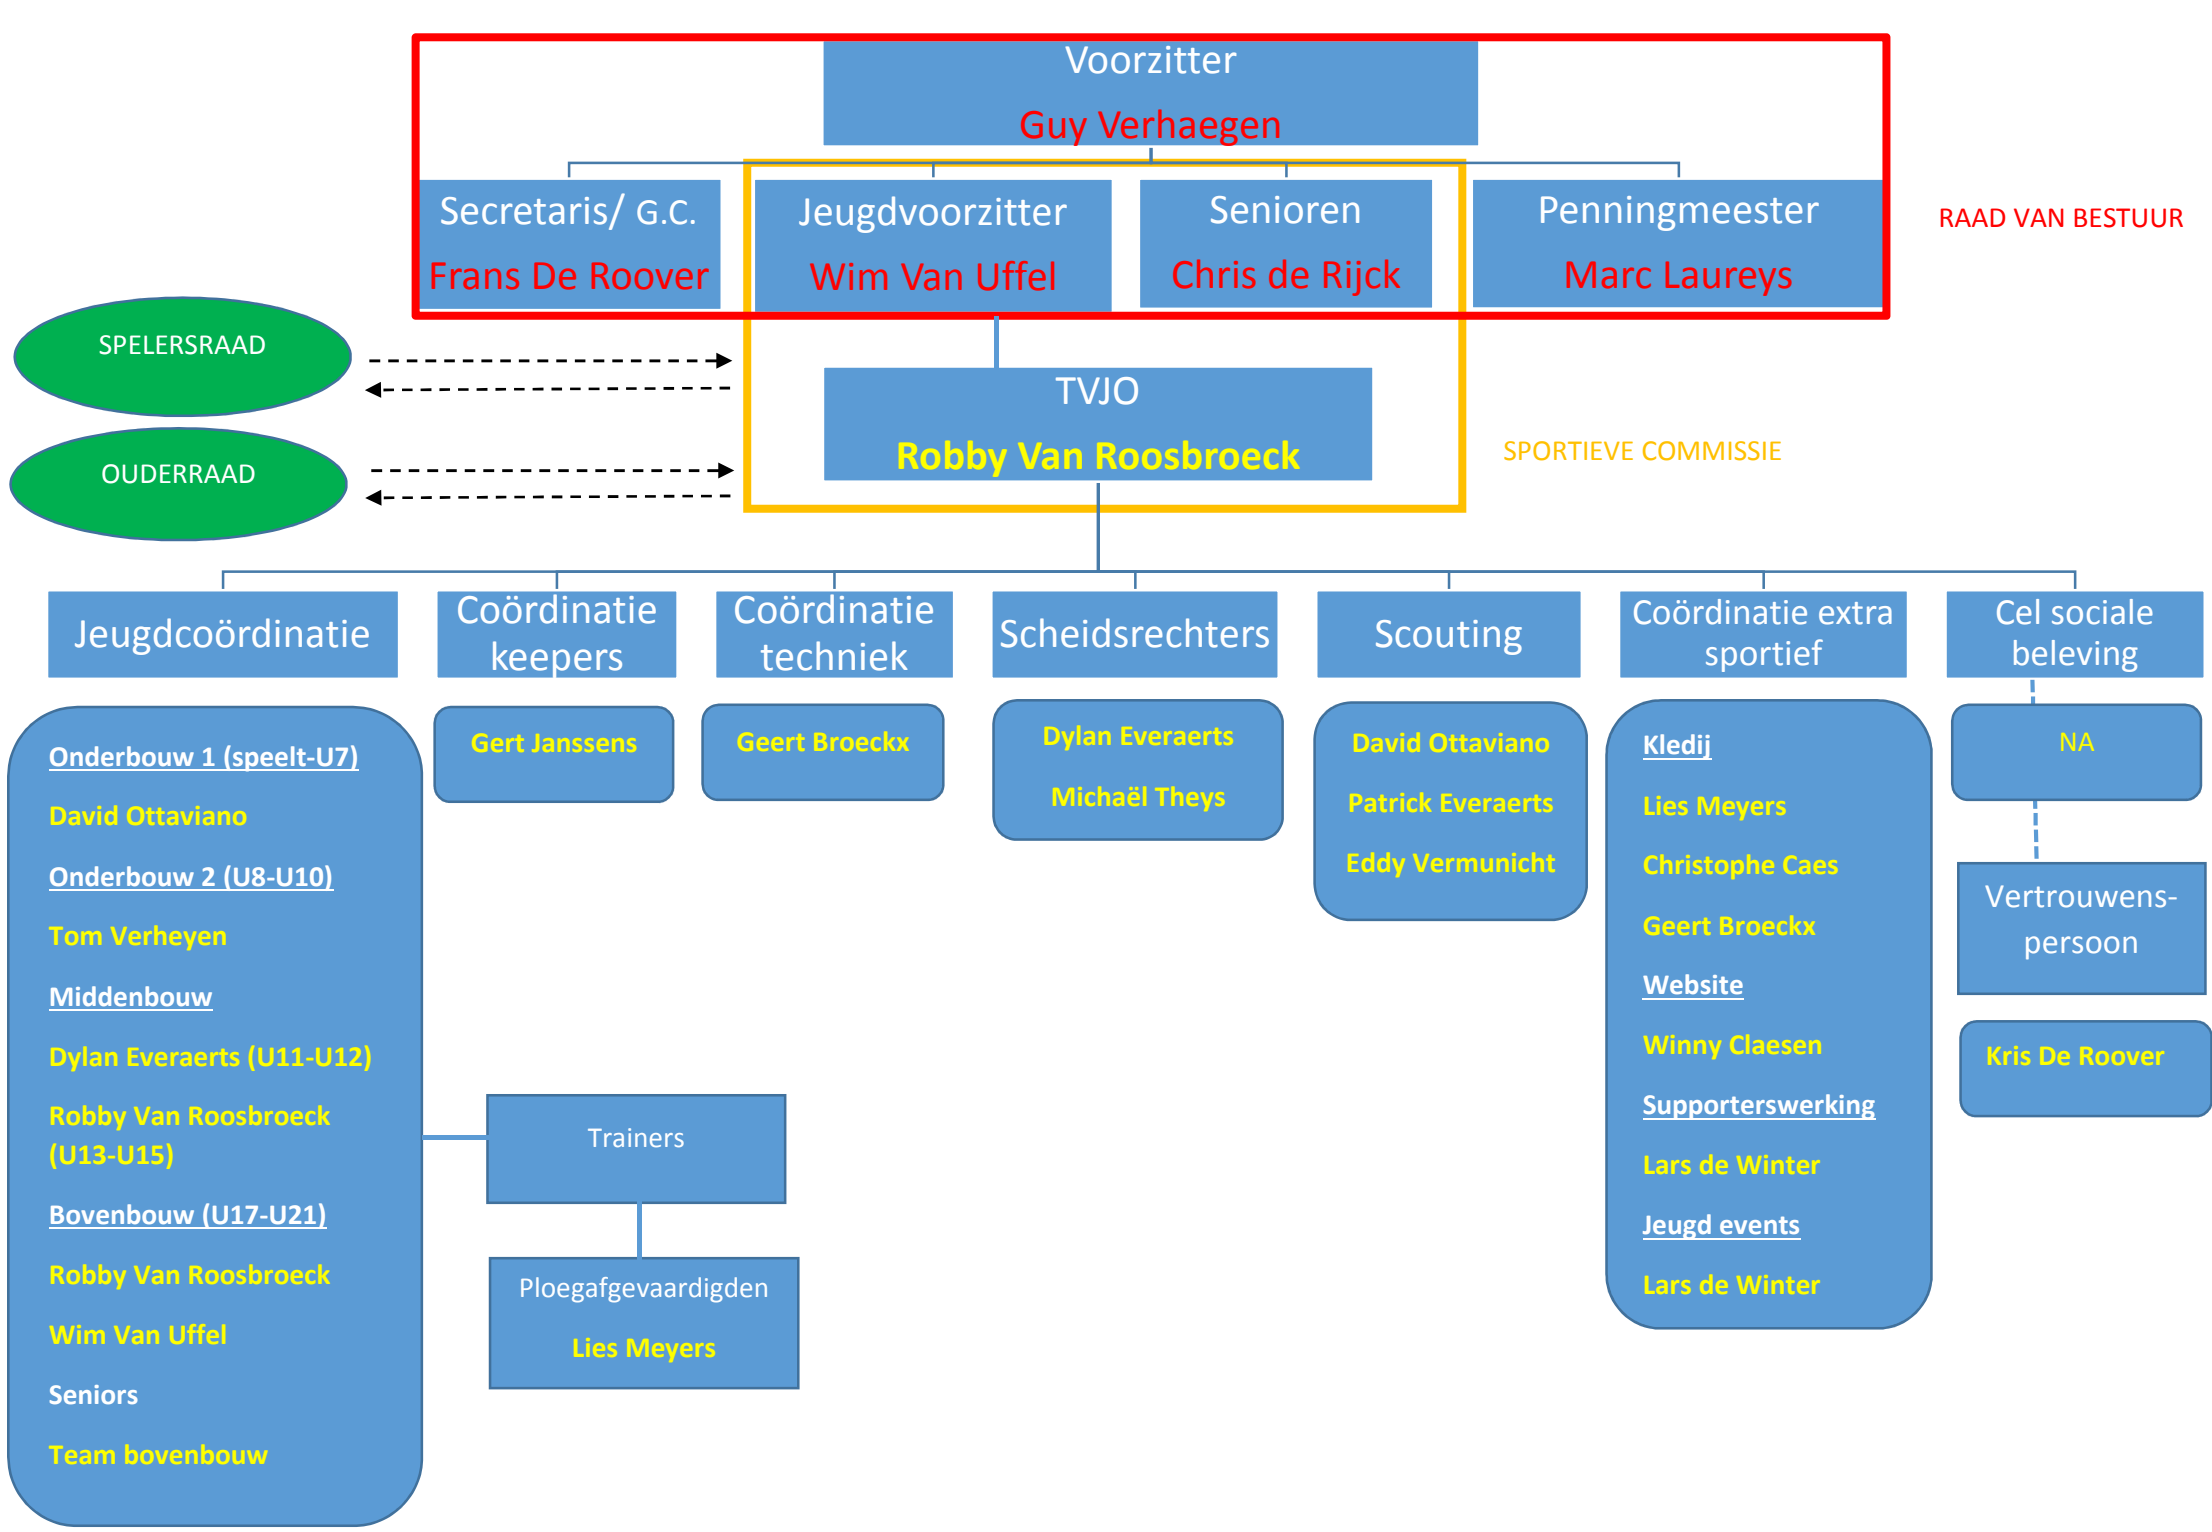 Voorzitter
Guy Verhaegen
Secretaris/ G.C.
Frans De Roover
Jeugdvoorzitter
Wim Van Uffel
Senioren
Chris de Rijck
Penningmeester
Marc Laureys
RAAD VAN BESTUUR
SPELERSRAAD
OUDERRAAD
TVJO
Robby Van Roosbroeck
SPORTIEVE COMMISSIE
Jeugdcoördinatie
Coördinatie
keepers
Coördinatie
techniek
Scheidsrechters
Scouting
Coördinatie extra
sportief
Cel sociale
beleving
Onderbouw 1 (speelt-U7)
David Ottaviano
Onderbouw 2 (U8-U10)
Tom Verheyen
Middenbouw
Dylan Everaerts (U11-U12)
Robby Van Roosbroeck
(U13-U15)
Bovenbouw (U17-U21)
Robby Van Roosbroeck
Wim Van Uffel
Seniors
Team bovenbouw
Gert Janssens
Geert Broeckx
Dylan Everaerts
Michaël Theys
David Ottaviano
Patrick Everaerts
Eddy Vermunicht
Kledij
Lies Meyers
Christophe Caes
Geert Broeckx
Website
Winny Claesen
Supporterswerking
Lars de Winter
Jeugd events
Lars de Winter
NA
Vertrouwens-
persoon
Kris De Roover
Trainers
Ploegafgevaardigden
Lies Meyers